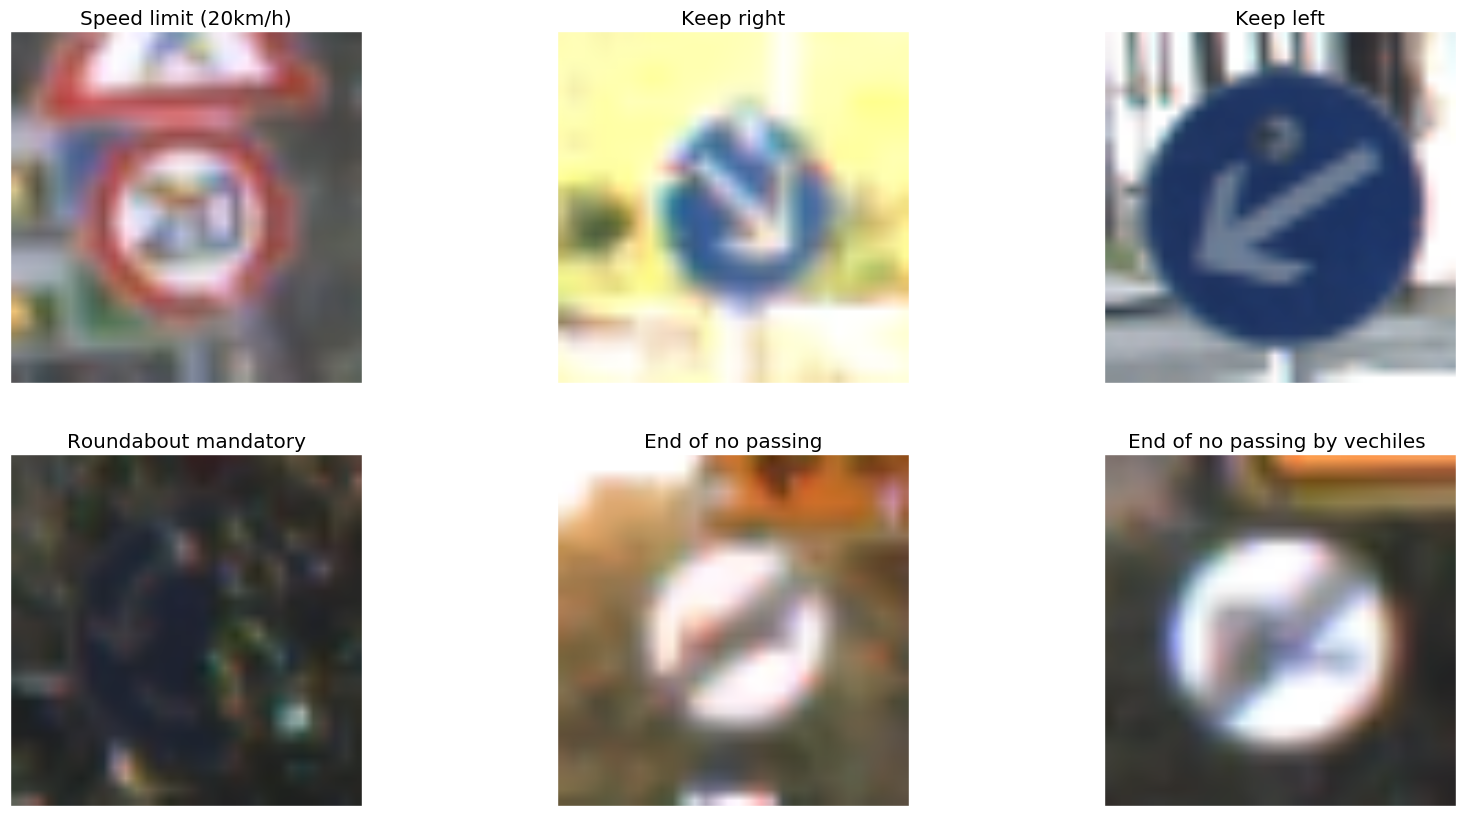 Speed limit (20km/h)
Keep right
Keep left
Roundabout mandatory
End of no passing
End of no passing by vechiles